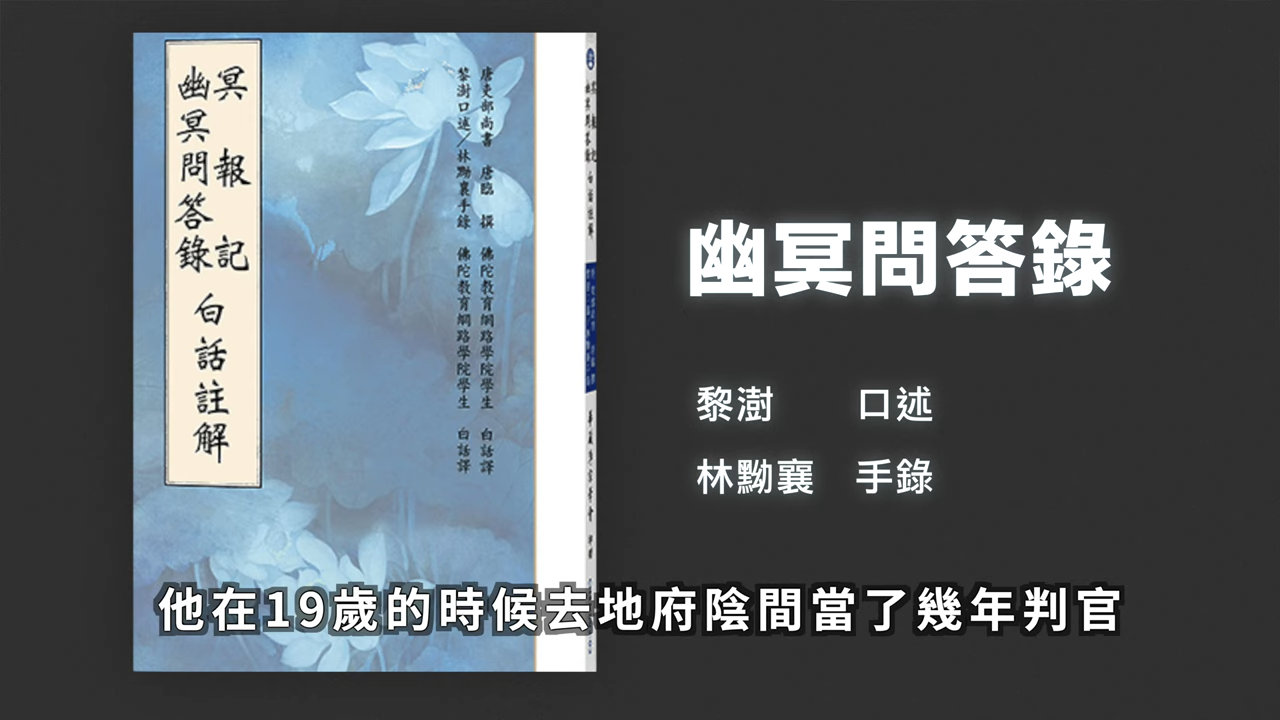 冥報記
幽冥問答錄
白話註解
唐吏部尚書 唐臨 撰 佛陀教育網路學院學生 白話譯
黎澍口述/林黝襄手錄 佛陀教育網路學院學生 白話譯
幽冥問答錄
黎澍 口述
林黝襄 手錄
他在19歲的時候去地府陰間當了幾年判官